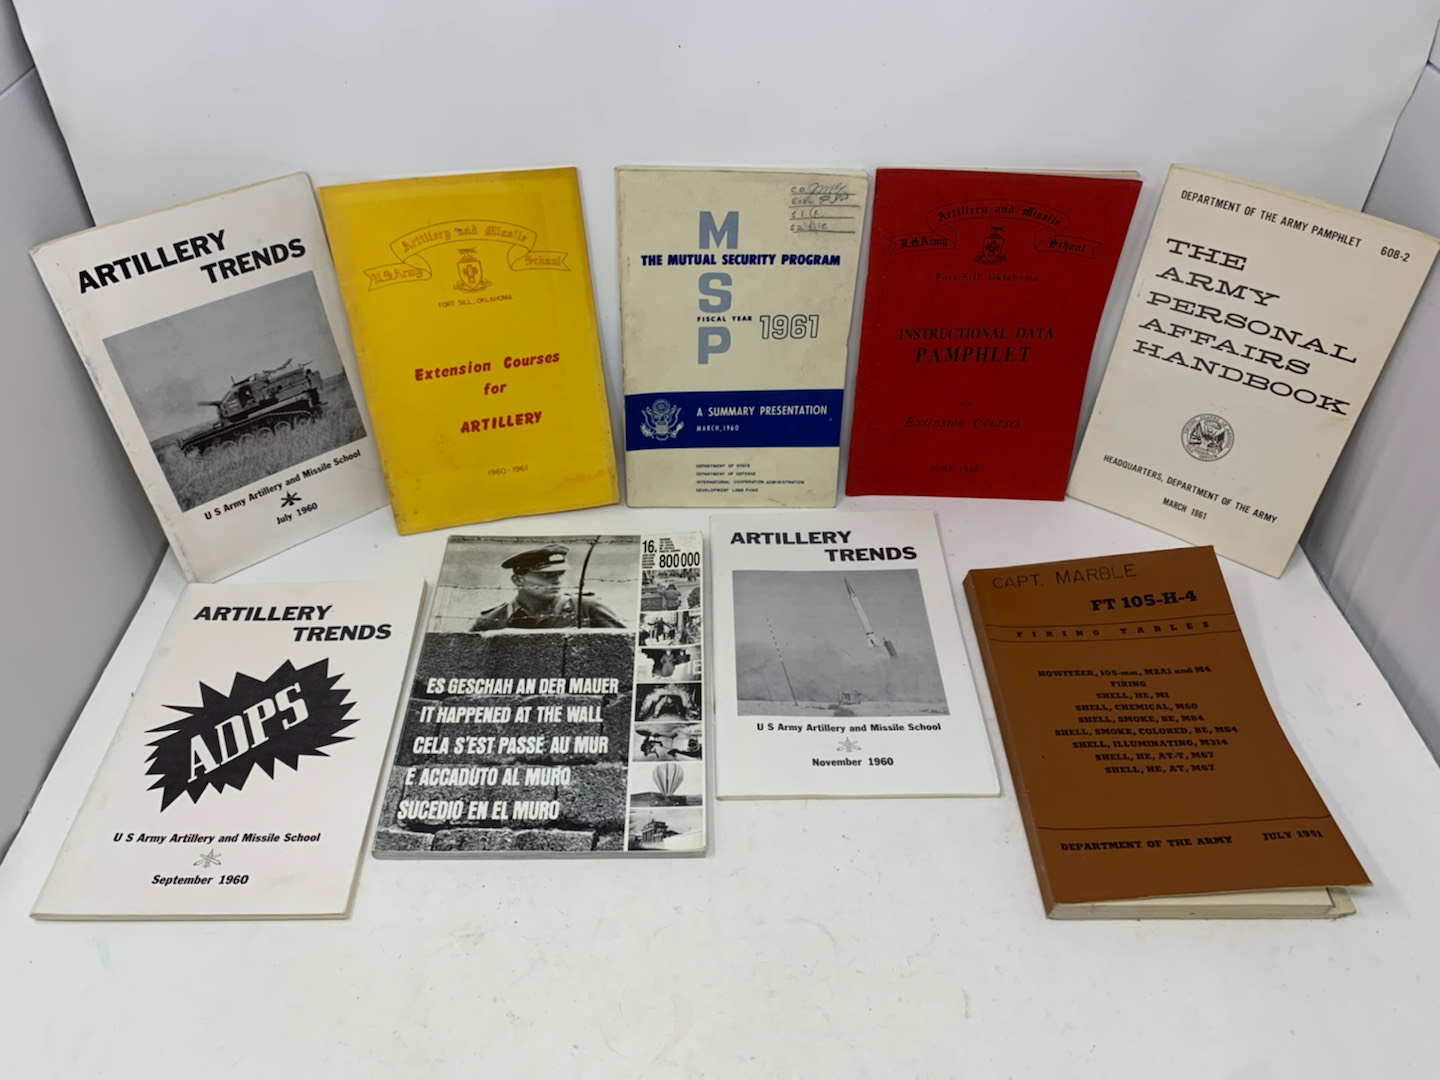 ARTILLERY
TRENDS
U S Army Artillery and Missile School
July 1960
Artillery and Missile
U.S. Army
School
FORT SILL, OKLAHOMA
Extension Courses
for
ARTILLERY
1960-1961
CO
M
THE MUTUAL SECURITY PROGRAM
S
FISCAL YEAR 1961
P
A SUMMARY PRESENTATION
MARCH, 1960
DEPARTMENT OF STATE
DEPARTMENT OF DEFENSE
INTERNATIONAL COOPERATION ADMINISTRATION
DEVELOPMENT LOAN FUND
Artillery and Missile
U.S. Army
School
Fort Sill, Oklahoma
INSTRUCTIONAL DATA
PAMPHLET
for
Extension Courses
JUNE 1960
DEPARTMENT OF THE ARMY PAMPHLET 608-2
THE
ARMY
PERSONAL
AFFAIRS
HANDBOOK
HEADQUARTERS, DEPARTMENT OF THE ARMY
MARCH 1961
ARTILLERY
TRENDS
ADPS
U S Army Artillery and Missile School
September 1960
16.
800 000
ES GESCHAH AN DER MAUER
IT HAPPENED AT THE WALL
CELA S'EST PASSÉ AU MUR
E ACCADUTO AL MURO
SUCEDIÓ EN EL MURO
ARTILLERY
TRENDS
U S Army Artillery and Missile School
November 1960
CAPT. MARBLE
FT 105-H-4
FIRING TABLES
HOWITZER, 105-mm, M2A1 and M4
FIRING
SHELL, HE, M1
SHELL, CHEMICAL, M60
SHELL, SMOKE, BE, M84
SHELL, SMOKE, COLORED, BE, M84
SHELL, ILLUMINATING, M314
SHELL, HE, AT-T, M67
SHELL, HE, AT, M67
DEPARTMENT OF THE ARMY JULY 1951